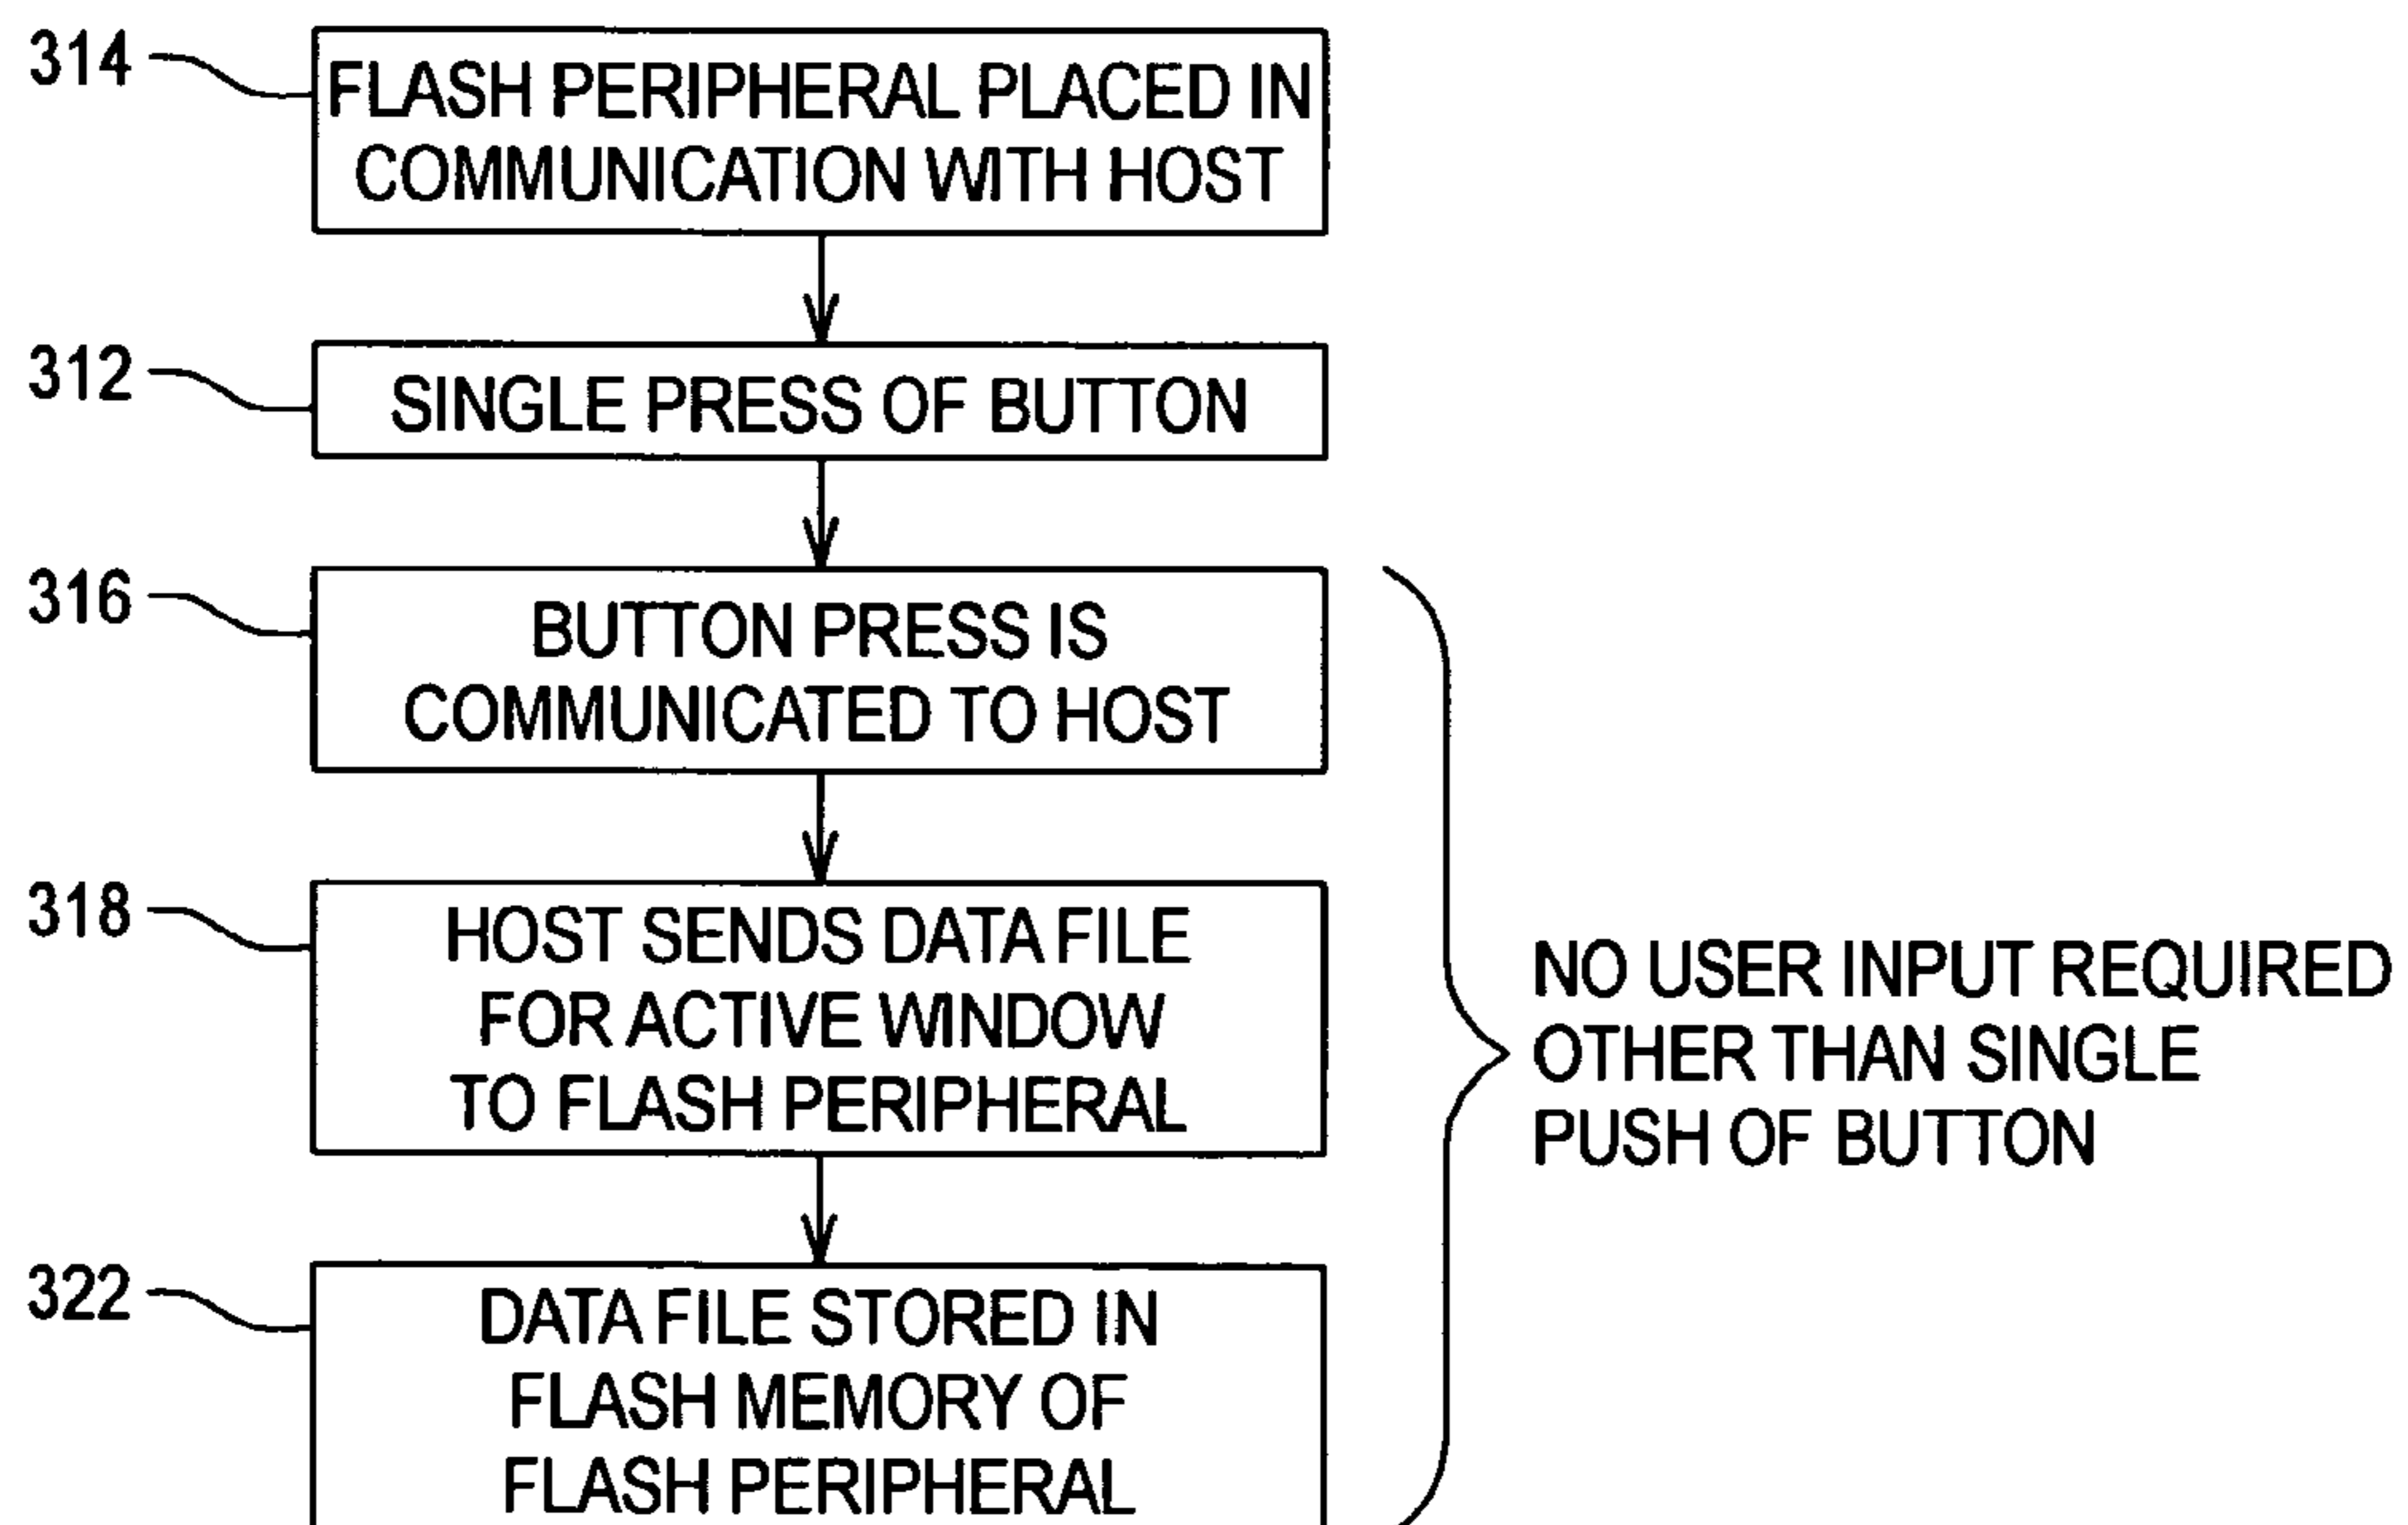 314
FLASH PERIPHERAL PLACED IN
COMMUNICATION WITH HOST
312
SINGLE PRESS OF BUTTON
316
BUTTON PRESS IS
COMMUNICATED TO HOST
318
HOST SENDS DATA FILE
FOR ACTIVE WINDOW
TO FLASH PERIPHERAL
NO USER INPUT REQUIRED
OTHER THAN SINGLE
PUSH OF BUTTON
322
DATA FILE STORED IN
FLASH MEMORY OF
FLASH PERIPHERAL